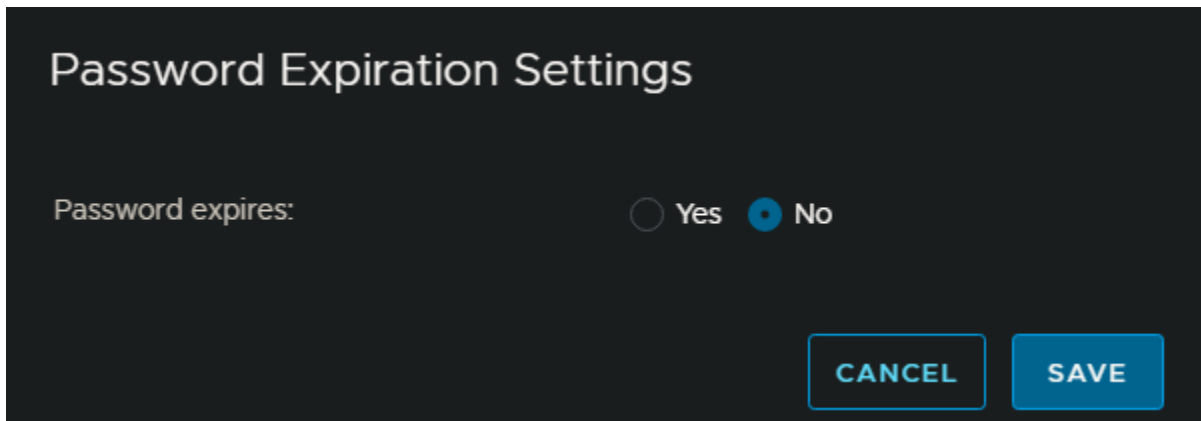 Password Expiration Settings
Password expires: Yes No
CANCEL SAVE